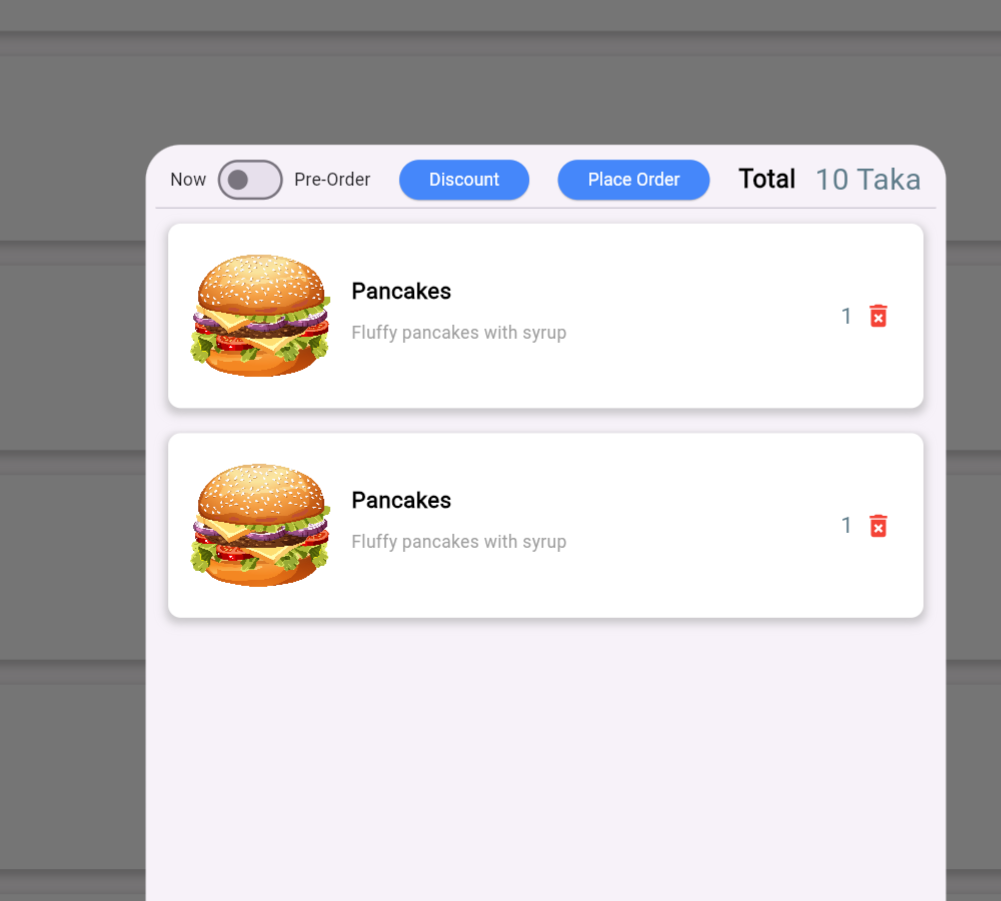 Now Pre-Order Discount Place Order Total 10 Taka
Pancakes
Fluffy pancakes with syrup
1
Pancakes
Fluffy pancakes with syrup
1